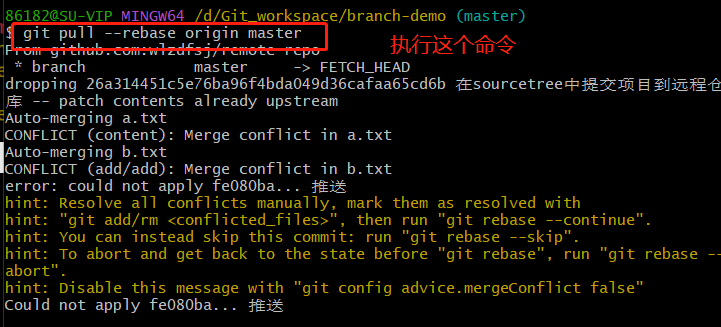 86182@SU-VIP MINGW64 /d/Git_workspace/branch-demo (master)
$ git pull --rebase origin master
执行这个命令
From github.com:wlzdfsj/remote-repo
 * branch            master     -> FETCH_HEAD
dropping 26a314451c5e76ba96f4bda049d36cafaa65cd6b 在sourcetree中提交项目到远程仓
库 -- patch contents already upstream
Auto-merging a.txt
CONFLICT (content): Merge conflict in a.txt
Auto-merging b.txt
CONFLICT (add/add): Merge conflict in b.txt
error: could not apply fe080ba... 推送
hint: Resolve all conflicts manually, mark them as resolved with
hint: "git add/rm <conflicted_files>", then run "git rebase --continue".
hint: You can instead skip this commit: run "git rebase --skip".
hint: To abort and get back to the state before "git rebase", run "git rebase --
abort".
hint: Disable this message with "git config advice.mergeConflict false"
Could not apply fe080ba... 推送